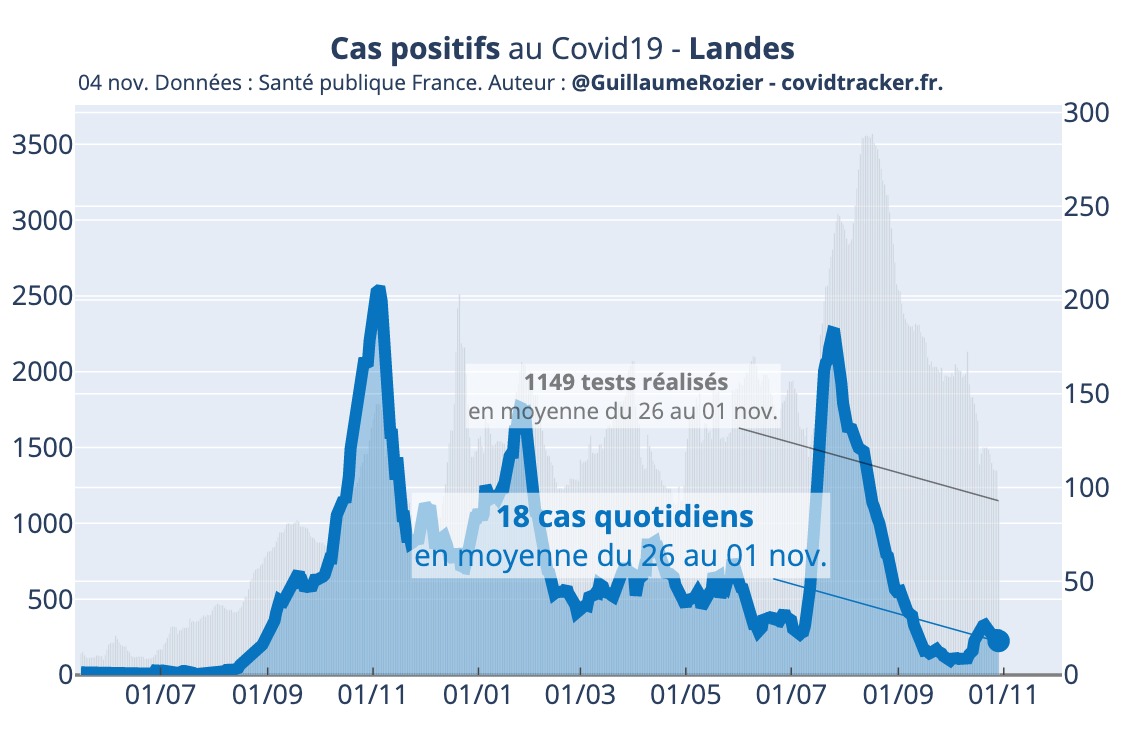 Cas positifs au Covid19 - Landes
04 nov. Données : Santé publique France. Auteur : @GuillaumeRozier - covidtracker.fr.
300
3500
3000
250
2500
200
2000
150
1500
100
1000
50
500
0
0
1149 tests réalisés
en moyenne du 26 au 01 nov.
18 cas quotidiens
en moyenne du 26 au 01 nov.
01/07 01/09 01/11 01/01 01/03 01/05 01/07 01/09 01/11